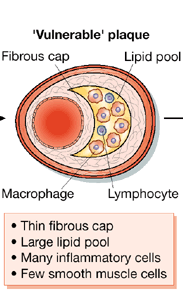 'Vulnerable' plaque
Fibrous cap
Lipid pool
Macrophage
Lymphocyte
• Thin fibrous cap
• Large lipid pool
• Many inflammatory cells
• Few smooth muscle cells